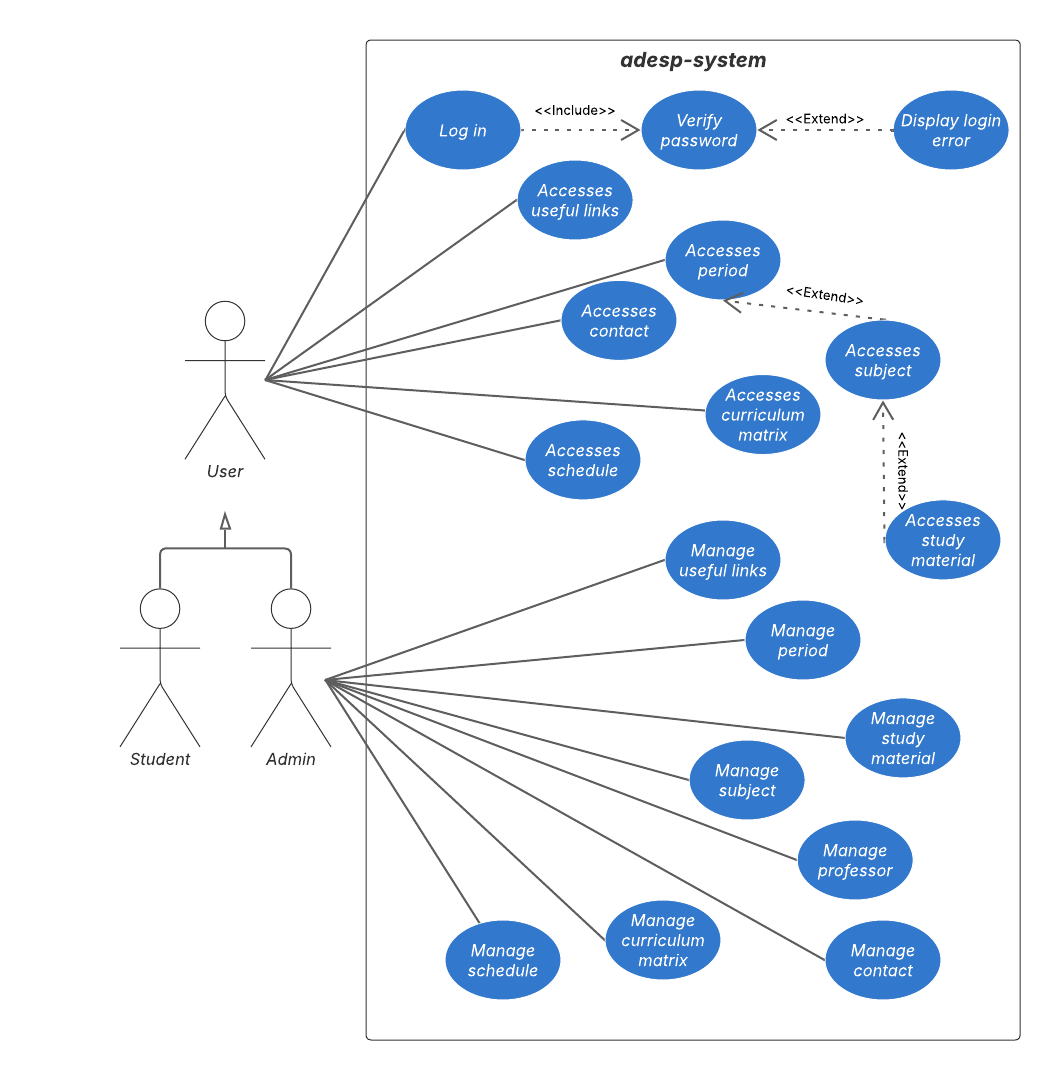 adesp-system
Log in
<<Include>>
Verify
password
<<Extend>>
Display login
error
Accesses
useful links
Accesses
period
Accesses
contact
<<Extend>>
Accesses
subject
Accesses
curriculum
matrix
Accesses
schedule
<<Extend>>
Accesses
study
material
User
Student
Admin
Manage
useful links
Manage
period
Manage
study
material
Manage
subject
Manage
professor
Manage
curriculum
matrix
Manage
schedule
Manage
contact